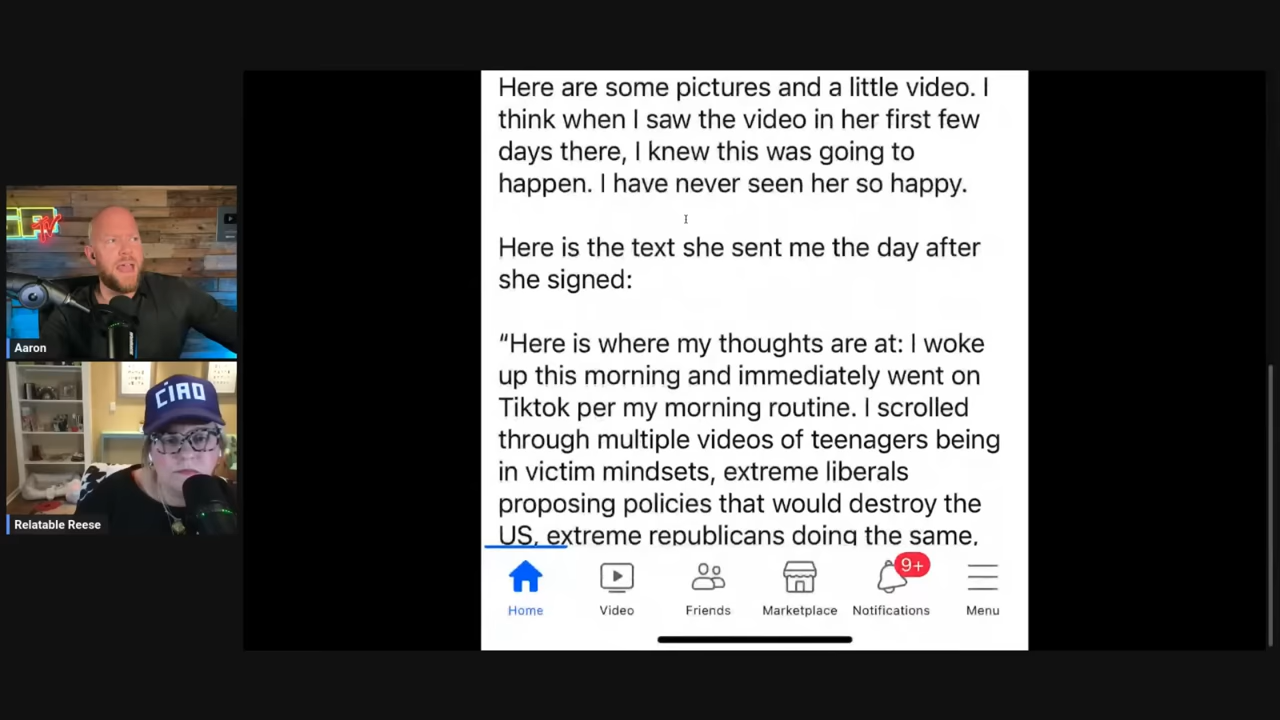 Here are some pictures and a little video. I
think when I saw the video in her first few
days there, I knew this was going to
happen. I have never seen her so happy.
Here is the text she sent me the day after
she signed:
“Here is where my thoughts are at: I woke
up this morning and immediately went on
Tiktok per my morning routine. I scrolled
through multiple videos of teenagers being
in victim mindsets, extreme liberals
proposing policies that would destroy the
US, extreme republicans doing the same,
9+
Home
Video
Friends
Marketplace
Notifications
Menu
TV
Aaron
CIAO
Relatable Reese